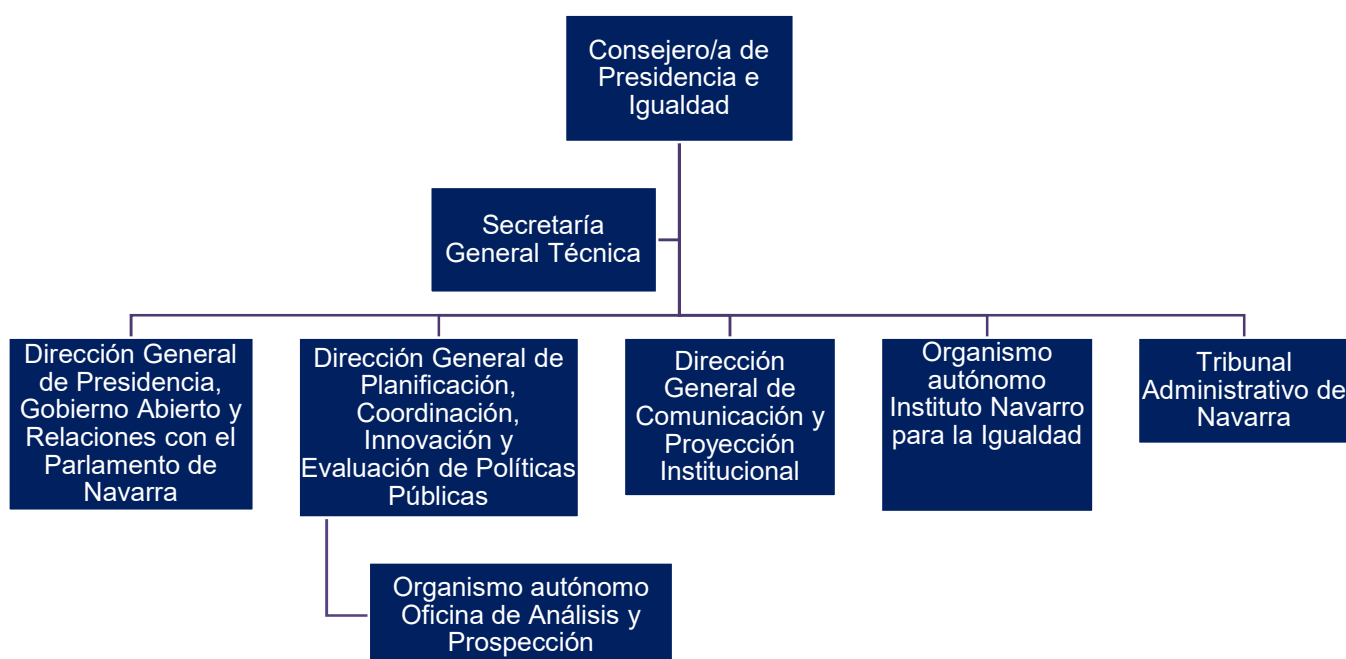 Consejero/a de
Presidencia e
Igualdad
Secretaría
General Técnica
Dirección General
de Presidencia,
Gobierno Abierto y
Relaciones con el
Parlamento de
Navarra
Dirección General de
Planificación,
Coordinación,
Innovación y
Evaluación de Políticas
Públicas
Dirección
General de
Comunicación y
Proyección
Institucional
Organismo
autónomo
Instituto Navarro
para la Igualdad
Tribunal
Administrativo de
Navarra
Organismo autónomo
Oficina de Análisis y
Prospección